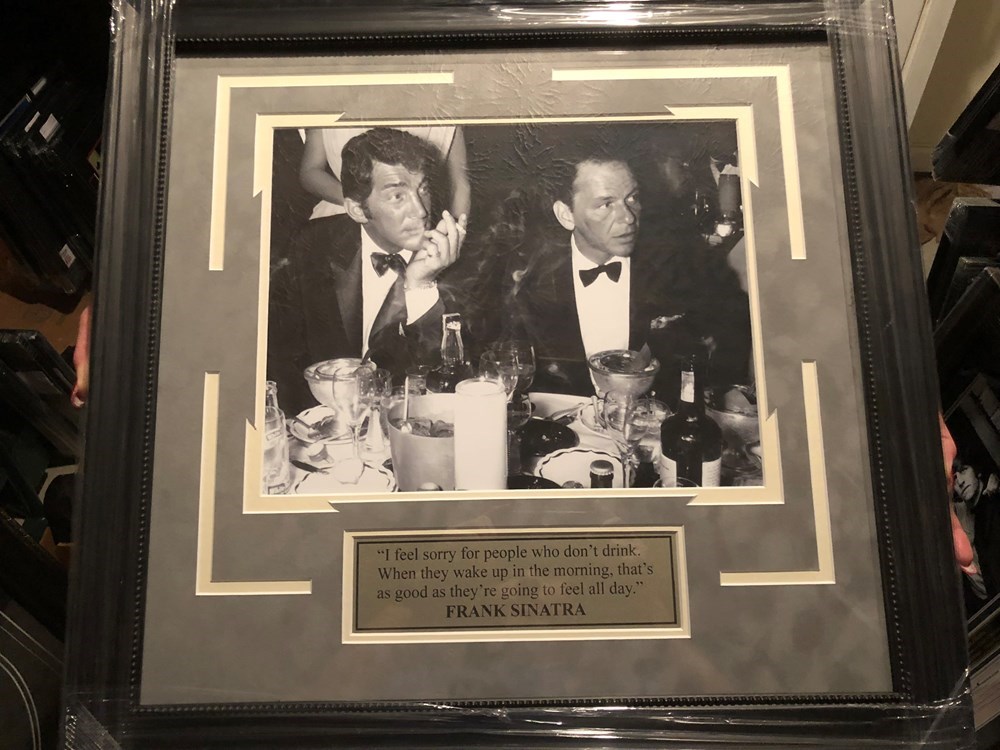 “I feel sorry for people who don’t drink.
When they wake up in the morning, that’s
as good as they’re going to feel all day.”
FRANK SINATRA